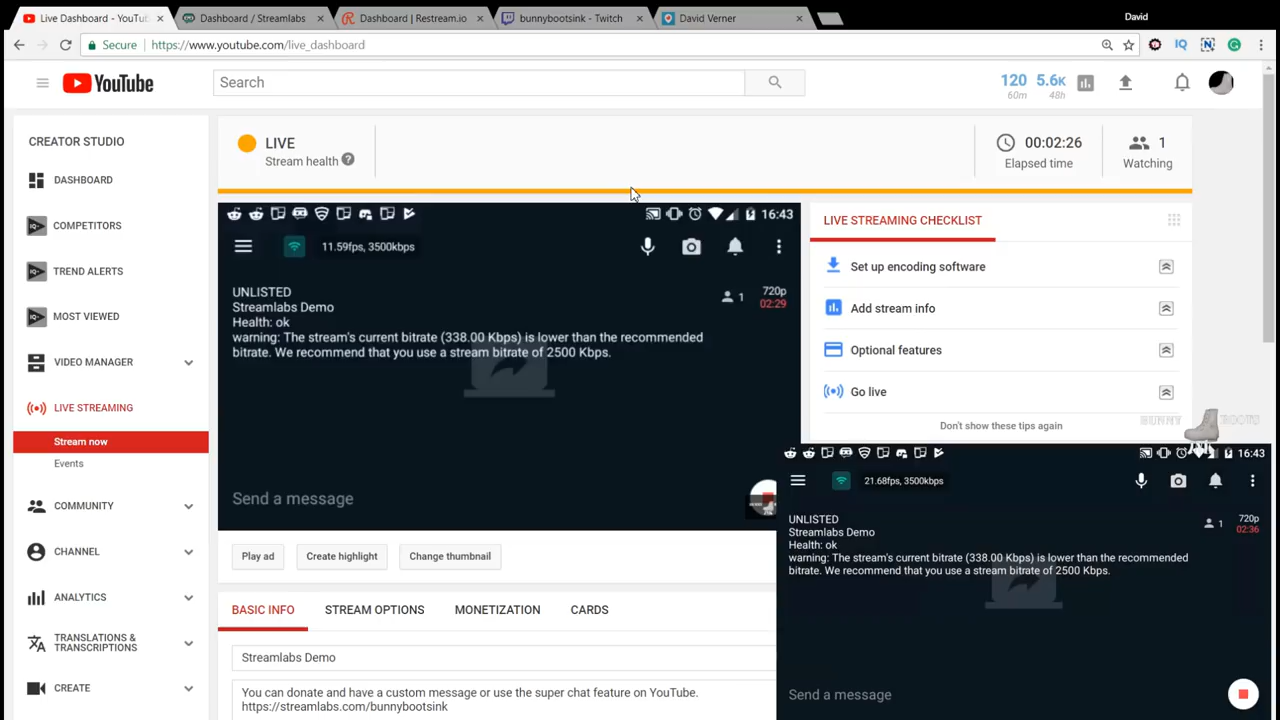 Live Dashboard - YouTu
Dashboard / Streamlabs
Dashboard | Restream.io
bunnybootsink - Twitch
David Verner
David
Secure
https://www.youtube.com/live_dashboard
YouTube
Search
120
60m
5.6K
48h
CREATOR STUDIO
DASHBOARD
COMPETITORS
TREND ALERTS
MOST VIEWED
VIDEO MANAGER
LIVE STREAMING
Stream now
Events
COMMUNITY
CHANNEL
ANALYTICS
TRANSLATIONS &
TRANSCRIPTIONS
CREATE
LIVE
Stream health
00:02:26
Elapsed time
1
Watching
16:43
11.59fps, 3500kbps
UNLISTED
Streamlabs Demo
Health: ok
warning: The stream's current bitrate (338.00 Kbps) is lower than the recommended
bitrate. We recommend that you use a stream bitrate of 2500 Kbps.
1
720p
02:29
Send a message
LIVE STREAMING CHECKLIST
Set up encoding software
Add stream info
Optional features
Go live
Don't show these tips again
BUNNY BOOTS
INK
Play ad
Create highlight
Change thumbnail
BASIC INFO
STREAM OPTIONS
MONETIZATION
CARDS
Streamlabs Demo
You can donate and have a custom message or use the super chat feature on YouTube.
https://streamlabs.com/bunnybootsink
16:43
21.68fps, 3500kbps
UNLISTED
Streamlabs Demo
Health: ok
warning: The stream's current bitrate (338.00 Kbps) is lower than the recommended
bitrate. We recommend that you use a stream bitrate of 2500 Kbps.
1
720p
02:36
Send a message